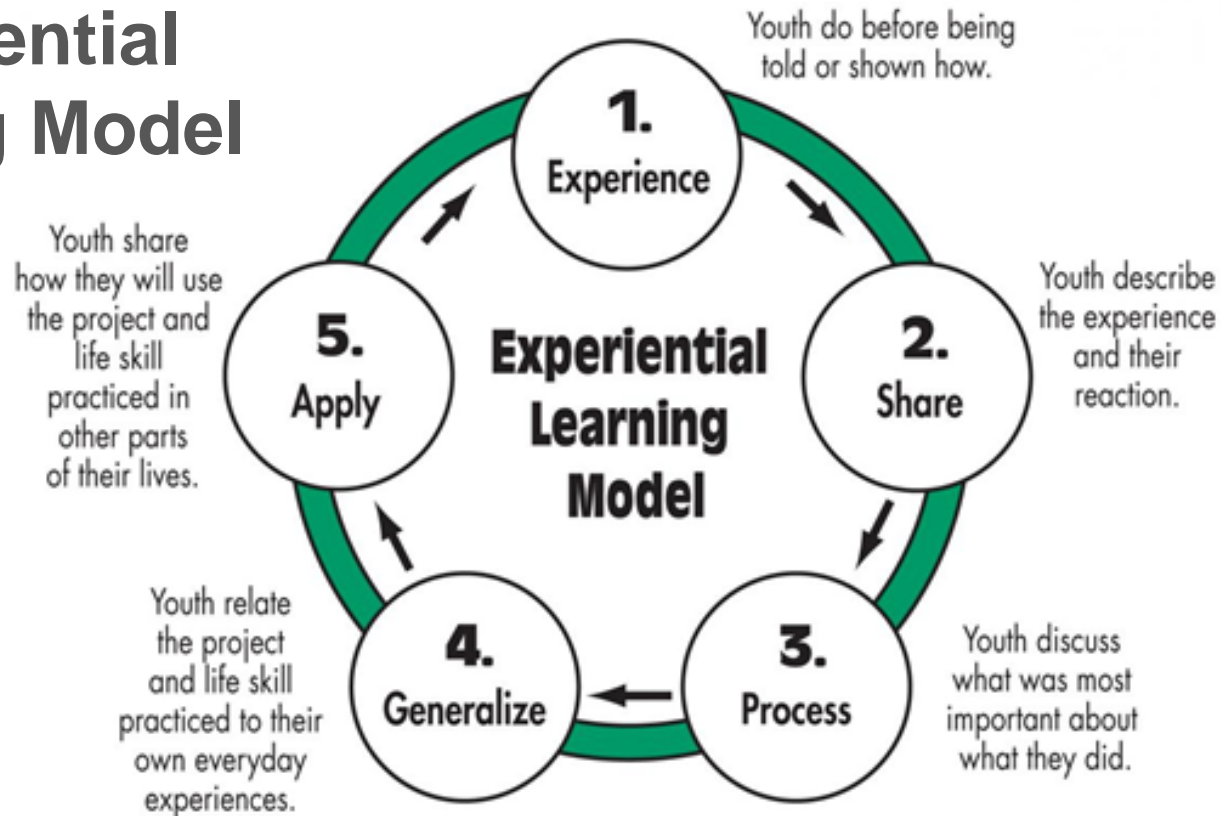 ential
g Model
Youth do before being
told or shown how.
1.
Experience
Youth describe
the experience
and their
reaction.
2.
Share
Youth discuss
what was most
important about
what they did.
3.
Process
Youth relate
the project
and life skill
practiced to their
own everyday
experiences.
4.
Generalize
Youth share
how they will use
the project and
life skill
practiced in
other parts
of their lives.
5.
Apply
Experiential
Learning
Model